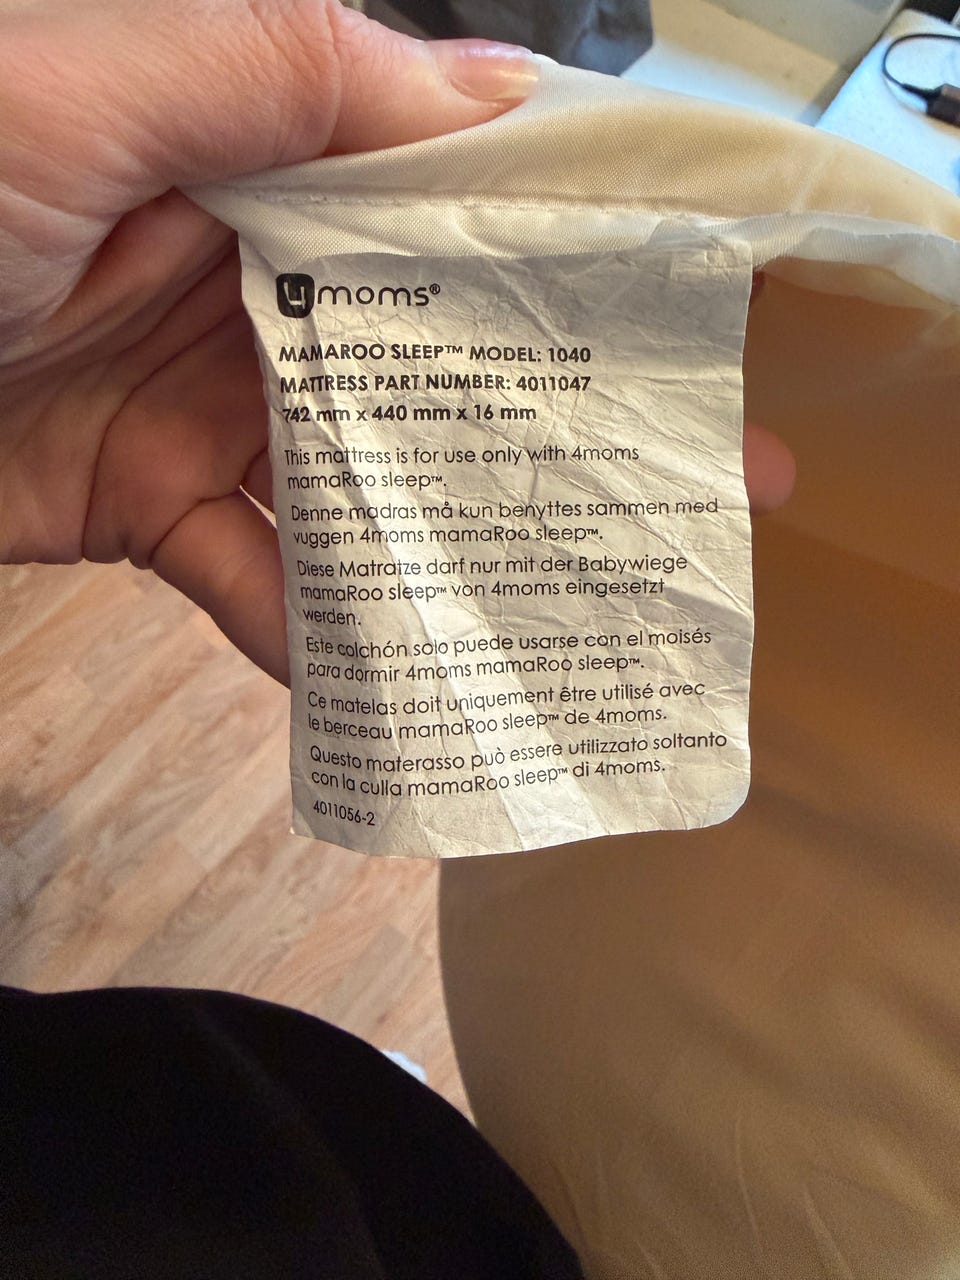 4moms®
MAMAROO SLEEP™ MODEL: 1040
MATTRESS PART NUMBER: 4011047
742 mm x 440 mm x 16 mm
This mattress is for use only with 4moms
mamaRoo sleep™.
Denne madras må kun benyttes sammen med
vuggen 4moms mamaRoo sleep™.
Diese Matratze darf nur mit der Babywiege
mamaRoo sleep™ von 4moms eingesetzt
werden.
Este colchón solo puede usarse con el moisés
para dormir 4moms mamaRoo sleep™.
Ce matelas doit uniquement être utilisé avec
le berceau mamaRoo sleep™ de 4moms.
Questo materasso può essere utilizzato soltanto
con la culla mamaRoo sleep™ di 4moms.
4011056-2